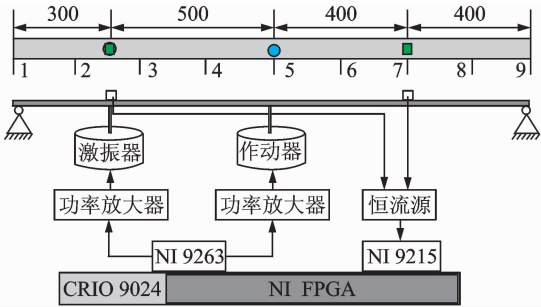 300 500 400 400
1 2 3 4 5 6 7 8 9
激振器 作动器
功率放大器 功率放大器 恒流源
NI 9263 NI 9215
CRIO 9024 NI FPGA